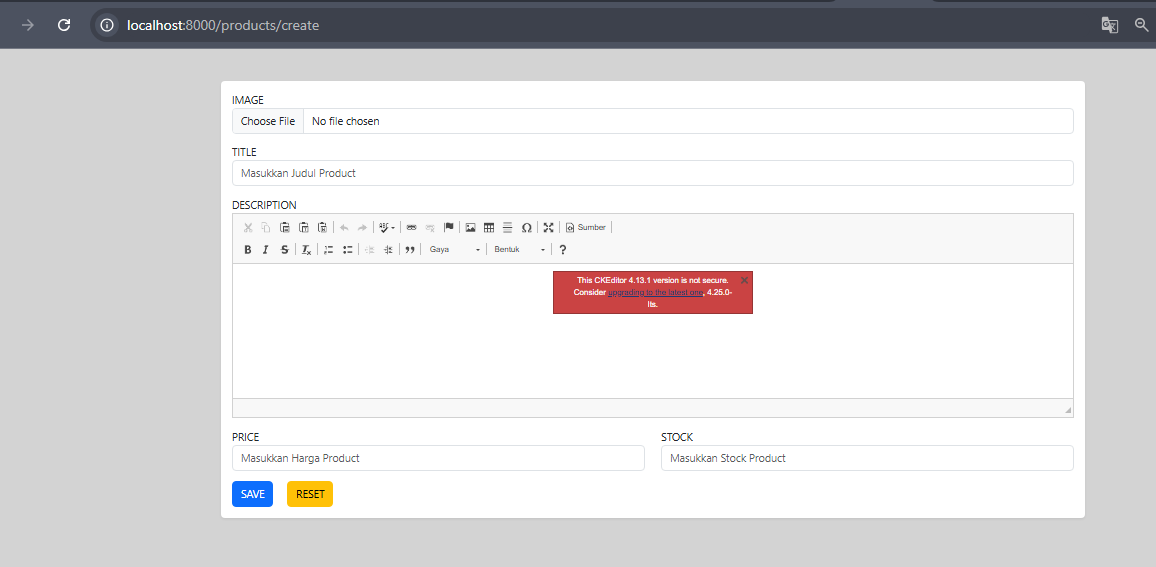 localhost:8000/products/create
IMAGE
Choose File No file chosen
TITLE
Masukkan Judul Product
DESCRIPTION
Sumber
B I S Gaya Bentuk ?
This CKEditor 4.13.1 version is not secure.
Consider upgrading to the latest one, 4.25.0-
lts.
PRICE STOCK
Masukkan Harga Product Masukkan Stock Product
SAVE RESET